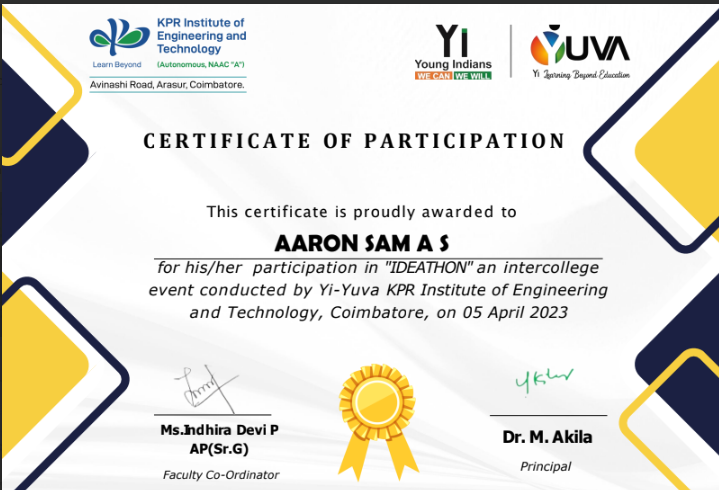 KPR Institute of
Engineering and
Technology
Learn Beyond
(Autonomous, NAAC "A")
Avinashi Road, Arasur, Coimbatore.
Yi
Young Indians
WE CAN WE WILL
YUVA
Yi Learning Beyond Education
CERTIFICATE OF PARTICIPATION
This certificate is proudly awarded to
AARON SAM A S
for his/her participation in "IDEATHON" an intercollege
event conducted by Yi-Yuva KPR Institute of Engineering
and Technology, Coimbatore, on 05 April 2023
Ms.Indhira Devi P
AP(Sr.G)
Faculty Co-Ordinator
Dr. M. Akila
Principal